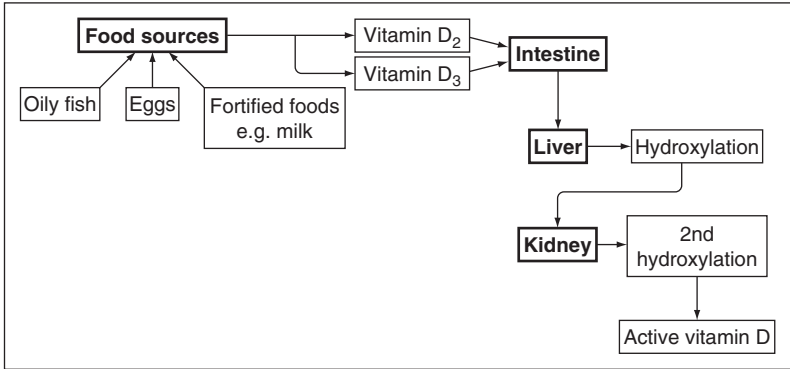 Food sources
Vitamin D₂
Vitamin D₃
Intestine
Oily fish
Eggs
Fortified foods
e.g. milk
Liver
Hydroxylation
Kidney
2nd
hydroxylation
Active vitamin D